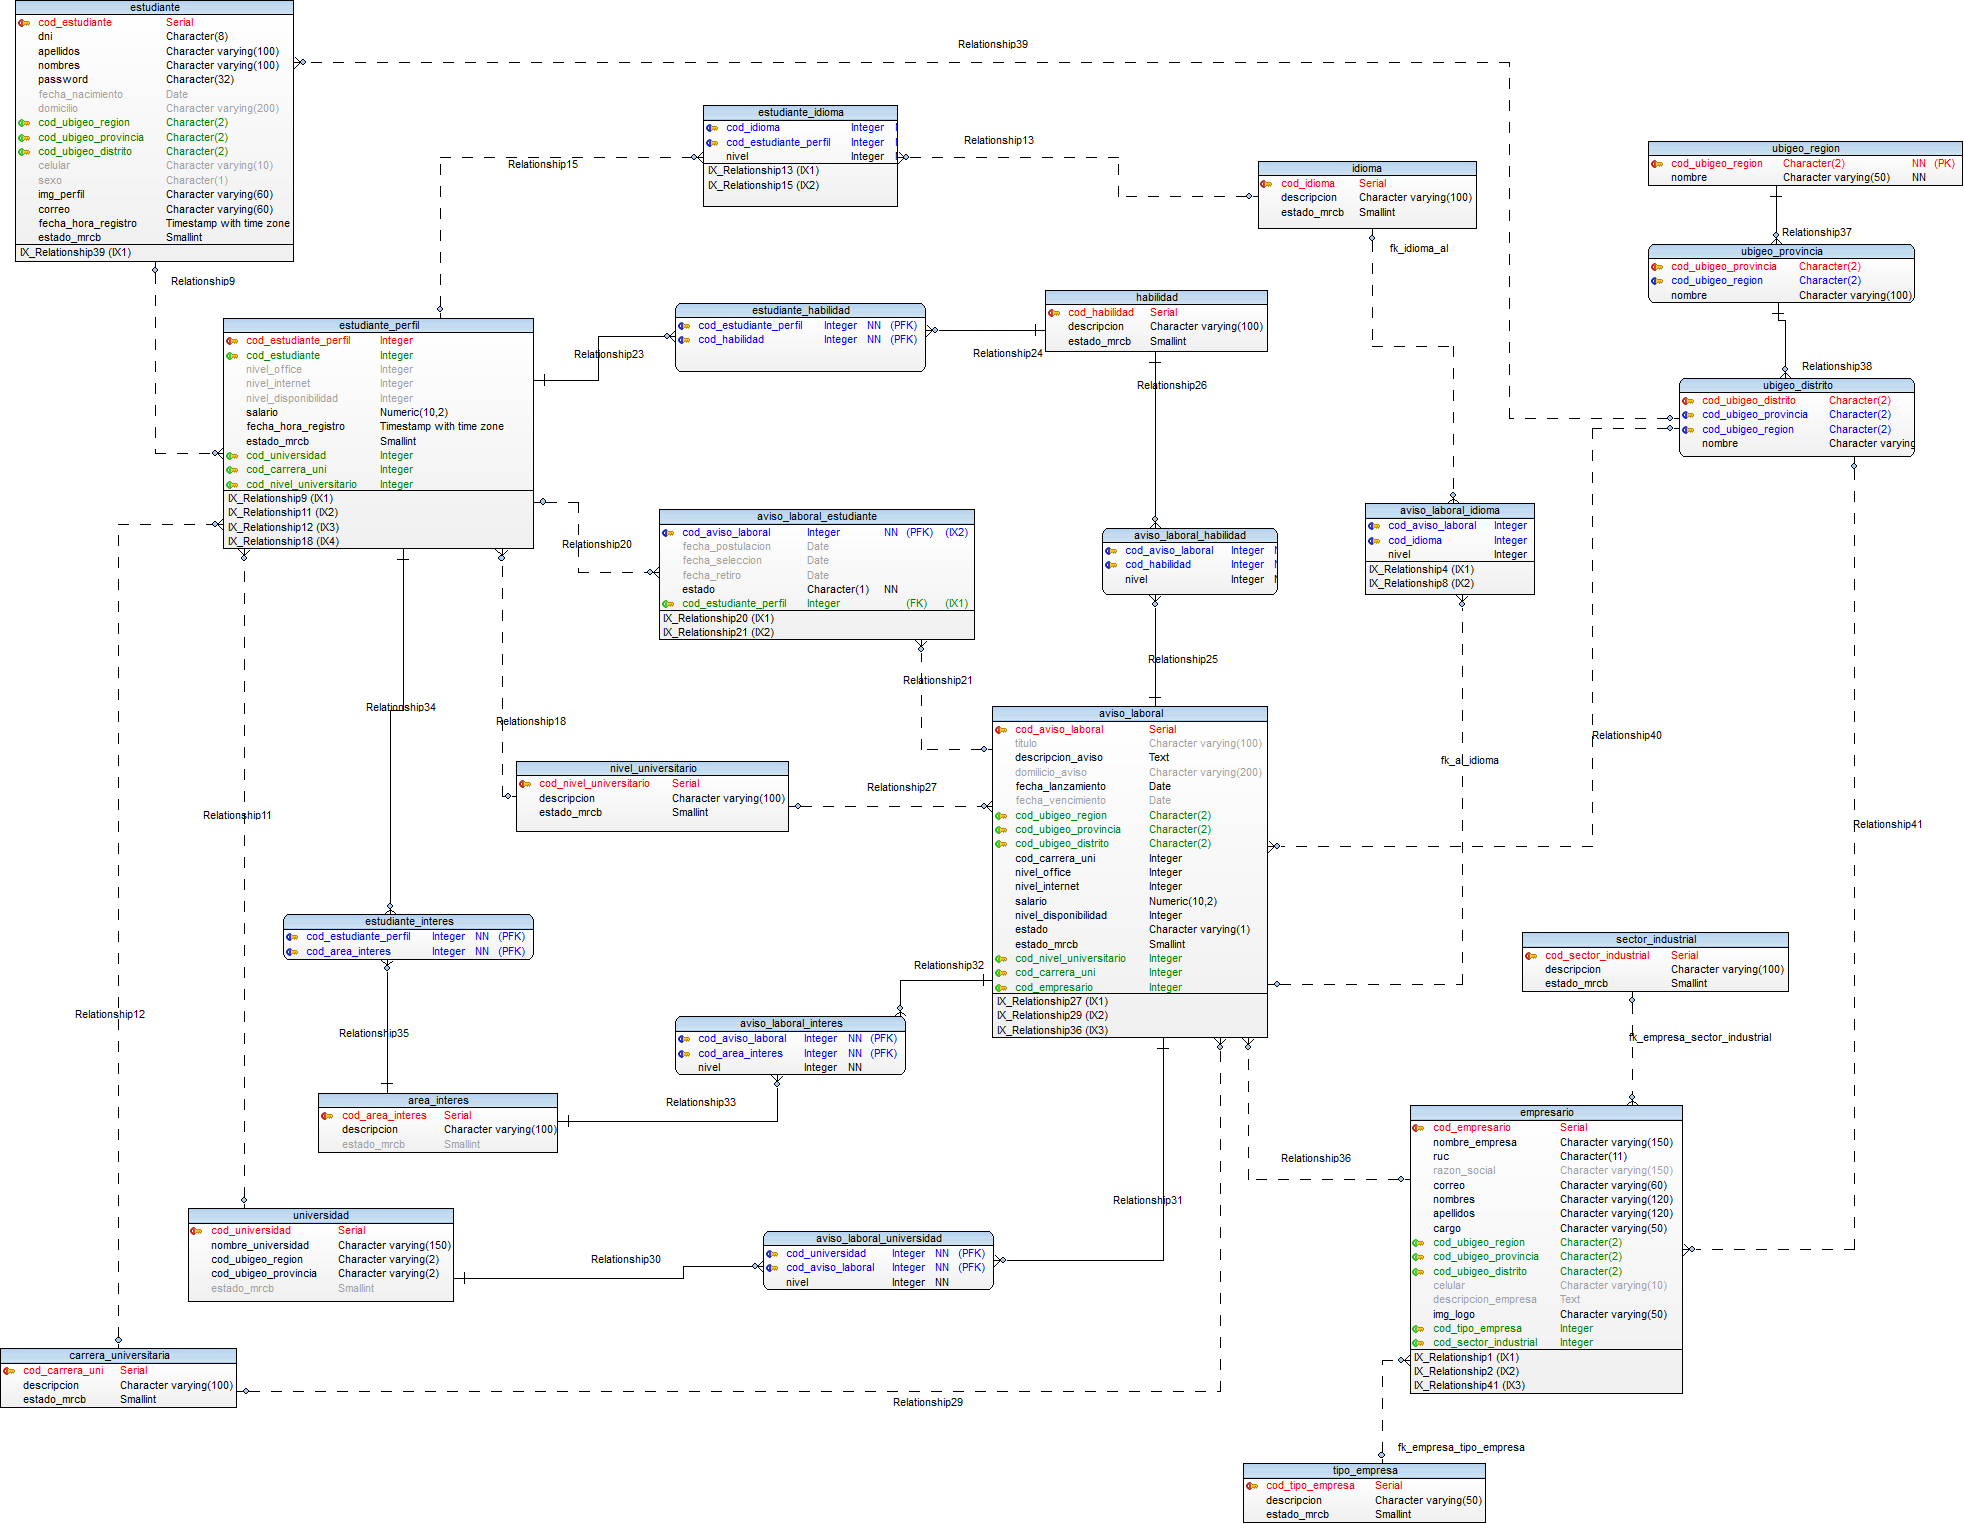 estudiante
cod_estudiante Serial
dni Character(8)
apellidos Character varying(100)
nombres Character varying(100)
password Character(32)
fecha_nacimiento Date
domicilio Character varying(200)
cod_ubigeo_region Character(2)
cod_ubigeo_provincia Character(2)
cod_ubigeo_distrito Character(2)
celular Character varying(10)
sexo Character(1)
img_perfil Character varying(60)
correo Character varying(60)
fecha_hora_registro Timestamp with time zone
estado_mrcb Smallint
IX_Relationship39 (IX1)
Relationship39
Relationship9
Relationship15
estudiante_idioma
cod_idioma Integer
cod_estudiante_perfil Integer
nivel Integer
IX_Relationship13 (IX1)
IX_Relationship15 (IX2)
Relationship13
idioma
cod_idioma Serial
descripcion Character varying(100)
estado_mrcb Smallint
fk_idioma_al
ubigeo_region
cod_ubigeo_region Character(2) NN (PK)
nombre Character varying(50) NN
Relationship37
ubigeo_provincia
cod_ubigeo_provincia Character(2)
cod_ubigeo_region Character(2)
nombre Character varying(100)
Relationship38
ubigeo_distrito
cod_ubigeo_distrito Character(2)
cod_ubigeo_provincia Character(2)
cod_ubigeo_region Character(2)
nombre Character varying
estudiante_perfil
cod_estudiante_perfil Integer
cod_estudiante Integer
nivel_office Integer
nivel_internet Integer
nivel_disponibilidad Integer
salario Numeric(10,2)
fecha_hora_registro Timestamp with time zone
estado_mrcb Smallint
cod_universidad Integer
cod_carrera_uni Integer
cod_nivel_universitario Integer
IX_Relationship9 (IX1)
IX_Relationship11 (IX2)
IX_Relationship12 (IX3)
IX_Relationship18 (IX4)
Relationship23
estudiante_habilidad
cod_estudiante_perfil Integer NN (PFK)
cod_habilidad Integer NN (PFK)
Relationship24
habilidad
cod_habilidad Serial
descripcion Character varying(100)
estado_mrcb Smallint
Relationship26
Relationship20
aviso_laboral_estudiante
cod_aviso_laboral Integer NN (PFK) (IX2)
fecha_postulacion Date
fecha_seleccion Date
fecha_retiro Date
estado Character(1) NN
cod_estudiante_perfil Integer (FK) (IX1)
IX_Relationship20 (IX1)
IX_Relationship21 (IX2)
aviso_laboral_habilidad
cod_aviso_laboral Integer
cod_habilidad Integer
nivel Integer
aviso_laboral_idioma
cod_aviso_laboral Integer
cod_idioma Integer
nivel Integer
IX_Relationship4 (IX1)
IX_Relationship8 (IX2)
Relationship25
Relationship21
Relationship34
Relationship18
Relationship40
fk_al_idioma
Relationship41
nivel_universitario
cod_nivel_universitario Serial
descripcion Character varying(100)
estado_mrcb Smallint
Relationship27
Relationship11
aviso_laboral
cod_aviso_laboral Serial
titulo Character varying(100)
descripcion_aviso Text
domilicio_aviso Character varying(200)
fecha_lanzamiento Date
fecha_vencimiento Date
cod_ubigeo_region Character(2)
cod_ubigeo_provincia Character(2)
cod_ubigeo_distrito Character(2)
cod_carrera_uni Integer
nivel_office Integer
nivel_internet Integer
salario Numeric(10,2)
nivel_disponibilidad Integer
estado Character varying(1)
estado_mrcb Smallint
cod_nivel_universitario Integer
cod_carrera_uni Integer
cod_empresario Integer
IX_Relationship27 (IX1)
IX_Relationship29 (IX2)
IX_Relationship36 (IX3)
estudiante_interes
cod_estudiante_perfil Integer NN (PFK)
cod_area_interes Integer NN (PFK)
Relationship32
Relationship12
Relationship35
aviso_laboral_interes
cod_aviso_laboral Integer NN (PFK)
cod_area_interes Integer NN (PFK)
nivel Integer NN
Relationship33
area_interes
cod_area_interes Serial
descripcion Character varying(100)
estado_mrcb Smallint
sector_industrial
cod_sector_industrial Serial
descripcion Character varying(100)
estado_mrcb Smallint
fk_empresa_sector_industrial
empresario
cod_empresario Serial
nombre_empresa Character varying(150)
ruc Character(11)
razon_social Character varying(150)
correo Character varying(60)
nombres Character varying(120)
apellidos Character varying(120)
cargo Character varying(50)
cod_ubigeo_region Character(2)
cod_ubigeo_provincia Character(2)
cod_ubigeo_distrito Character(2)
celular Character varying(10)
descripcion_empresa Text
img_logo Character varying(50)
cod_tipo_empresa Integer
cod_sector_industrial Integer
IX_Relationship1 (IX1)
IX_Relationship2 (IX2)
IX_Relationship41 (IX3)
Relationship36
Relationship31
universidad
cod_universidad Serial
nombre_universidad Character varying(150)
cod_ubigeo_region Character varying(2)
cod_ubigeo_provincia Character varying(2)
estado_mrcb Smallint
Relationship30
aviso_laboral_universidad
cod_universidad Integer NN (PFK)
cod_aviso_laboral Integer NN (PFK)
nivel Integer NN
carrera_universitaria
cod_carrera_uni Serial
descripcion Character varying(100)
estado_mrcb Smallint
Relationship29
fk_empresa_tipo_empresa
tipo_empresa
cod_tipo_empresa Serial
descripcion Character varying(50)
estado_mrcb Smallint